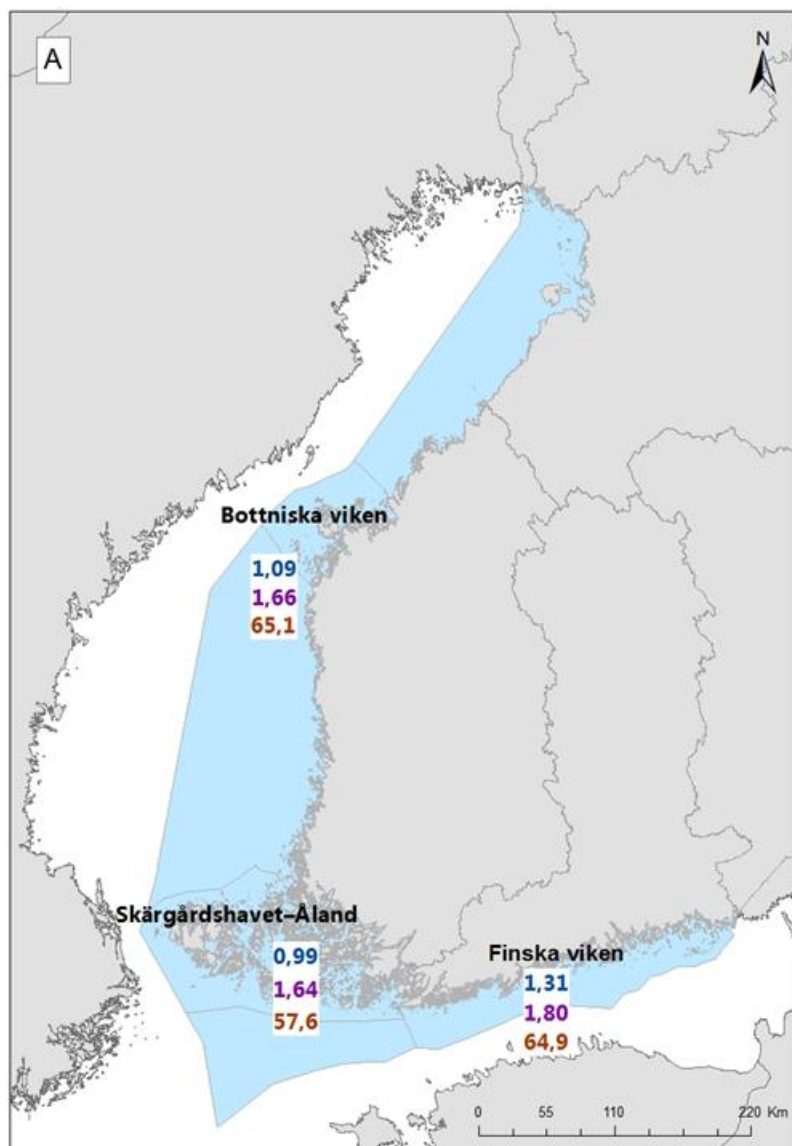 A
N
Bottniska viken
1,09
1,66
65,1
Skärgårdshavet–Åland
0,99
1,64
57,6
Finska viken
1,31
1,80
64,9
0 55 110 220 Km